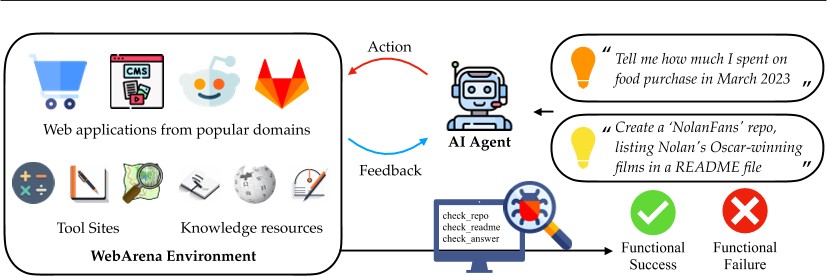 CMS
Web applications from popular domains
Tool Sites
Knowledge resources
WebArena Environment
Action
Feedback
AI Agent
“ Tell me how much I spent on
food purchase in March 2023 ”
“ Create a ‘NolanFans’ repo,
listing Nolan's Oscar-winning
films in a README file ”
check_repo
check_readme
check_answer
Functional
Success
Functional
Failure